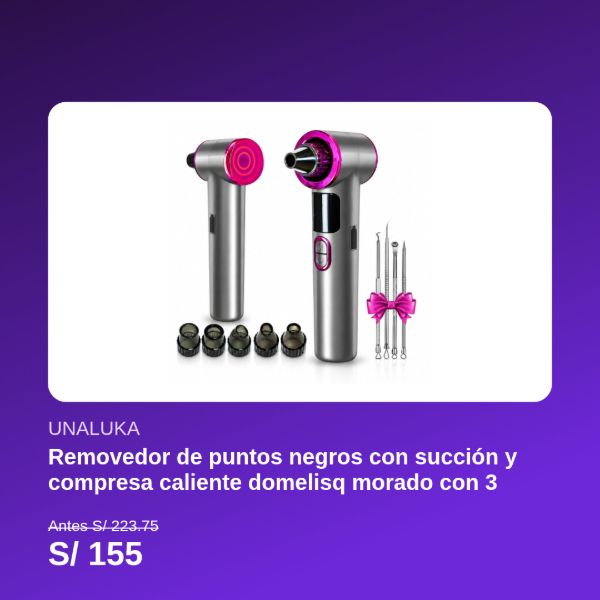 UNALUKA
Removedor de puntos negros con succión y
compresa caliente domelisq morado con 3
Antes S/ 223.75
S/ 155